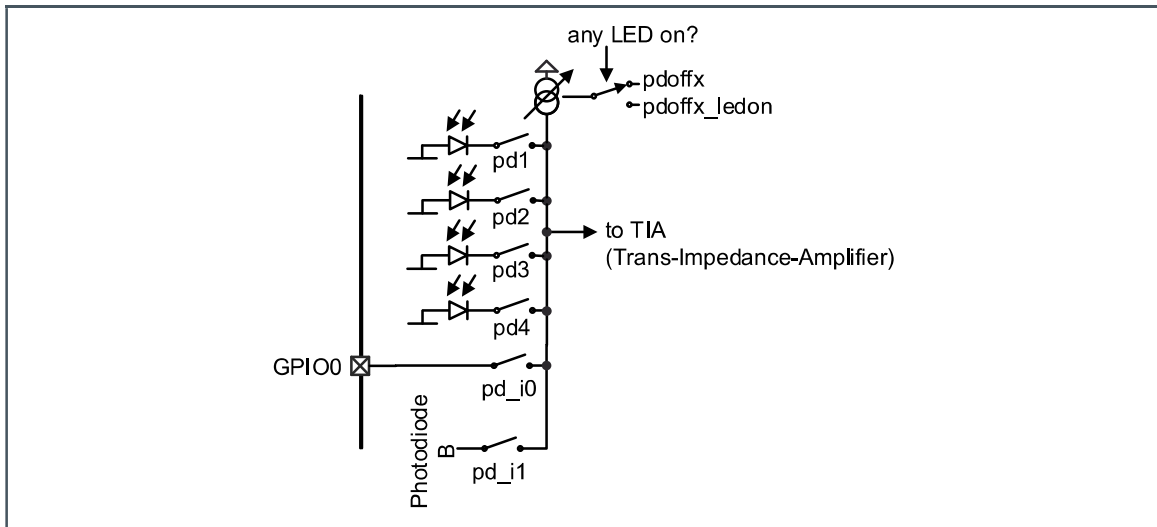 any LED on?
pdoffx
pdoffx_ledon
pd1
pd2
to TIA
(Trans-Impedance-Amplifier)
pd3
pd4
GPIO0
pd_i0
Photodiode
B
pd_i1